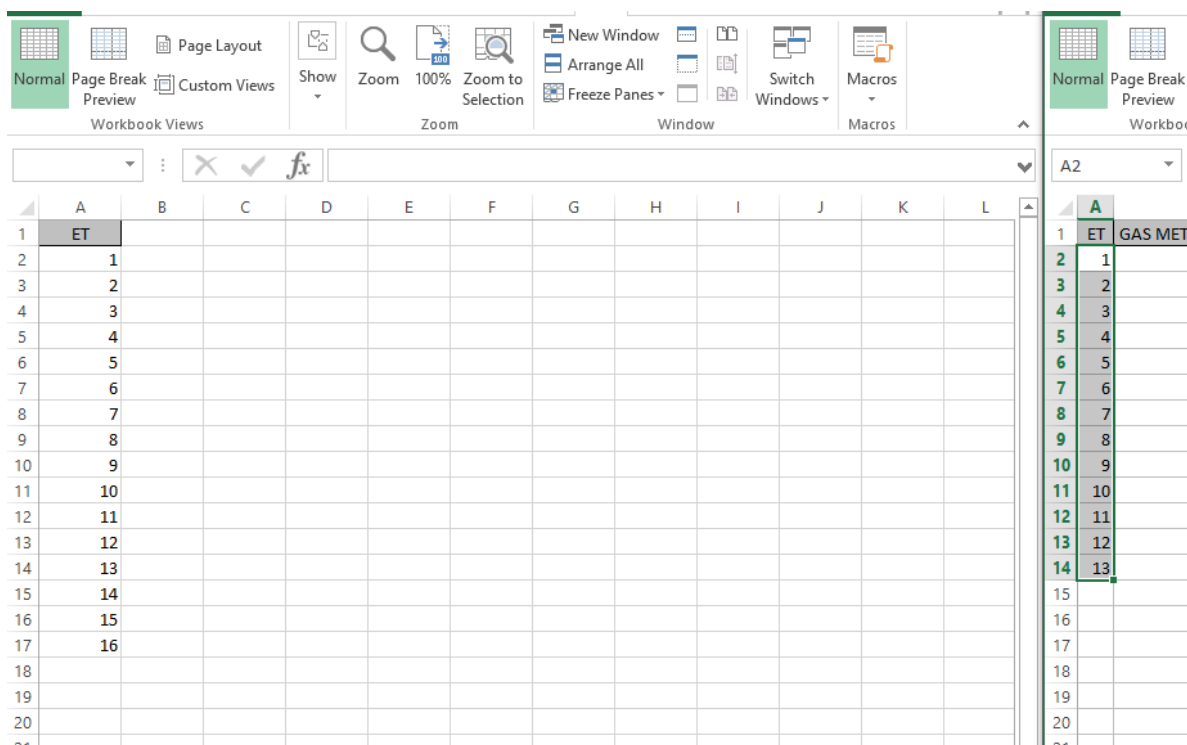 Normal
Page Break
Preview
Page Layout
Custom Views
Workbook Views
Show
Zoom
100
100%
Zoom to
Selection
Zoom
New Window
Arrange All
Freeze Panes
Switch
Windows
Window
Macros
Macros
fx
A B C D E F G H I J K L
1 ET
2 1
3 2
4 3
5 4
6 5
7 6
8 7
9 8
10 9
11 10
12 11
13 12
14 13
15 14
16 15
17 16
18
19
20
Normal
Page Break
Preview
A2
A
1 ET GAS MET
2 1
3 2
4 3
5 4
6 5
7 6
8 7
9 8
10 9
11 10
12 11
13 12
14 13
15
16
17
18
19
20